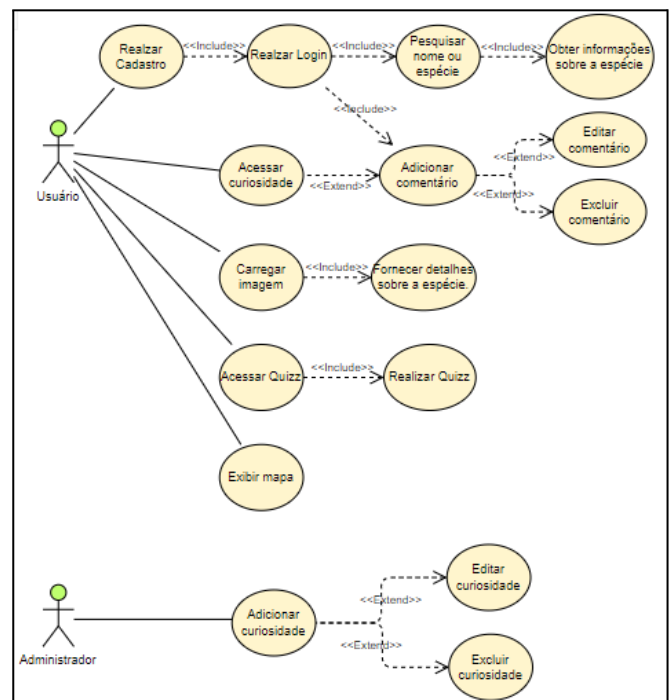 Realzar
Cadastro
<<Include>>
Realzar Login
<<Include>>
Pesquisar
nome ou
espécie
<<Include>>
Obter informações
sobre a espécie
<<Include>>
Usuário
Acessar
curiosidade
<<Extend>>
Adicionar
comentário
<<Extend>>
<<Extend>>
Editar
comentário
Excluir
comentário
Carregar
imagem
<<Include>>
Fornecer detalhes
sobre a espécie.
Acessar Quizz
<<Include>>
Realizar Quizz
Exibir mapa
Administrador
Adicionar
curiosidade
<<Extend>>
<<Extend>>
Editar
curiosidade
Excluir
curiosidade